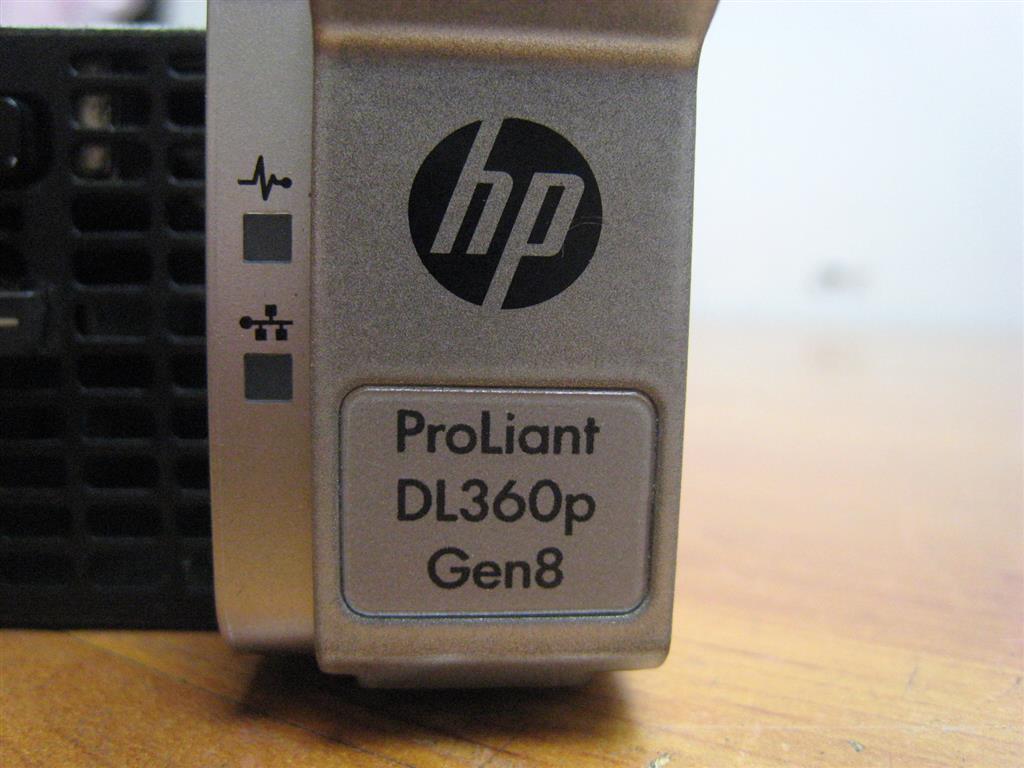 hp
ProLiant
DL360p
Gen8